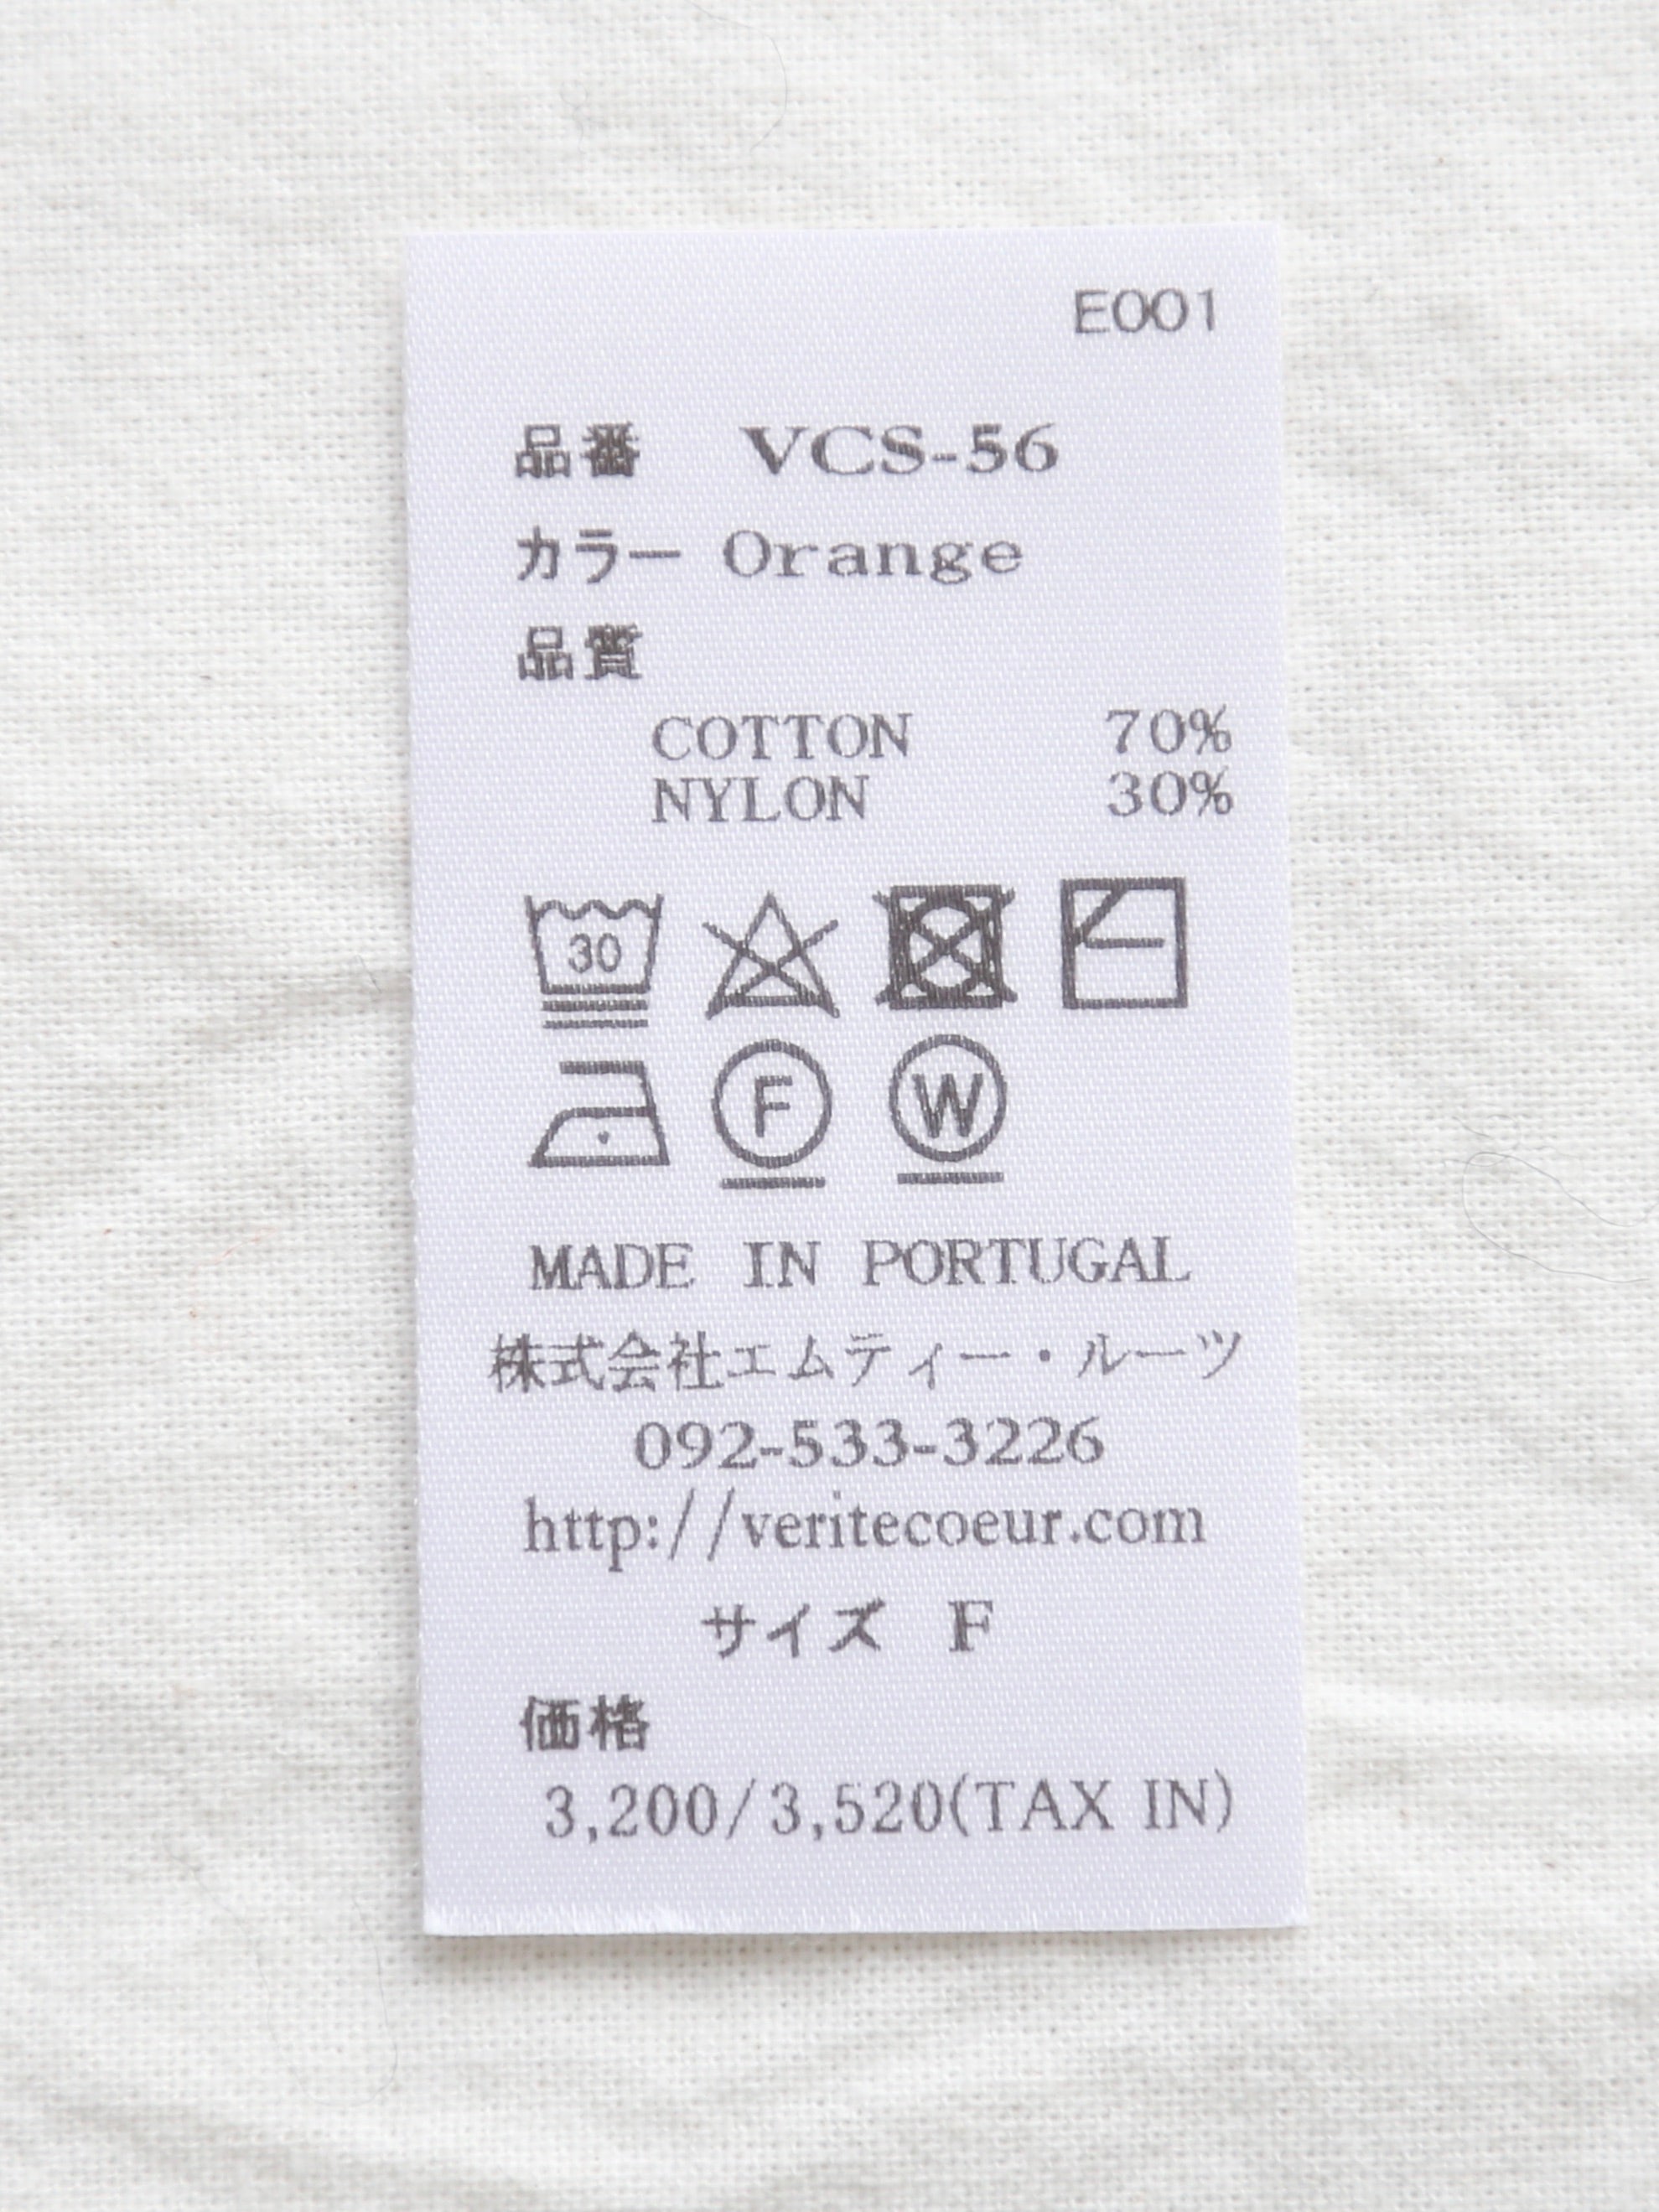 E001
品番 VCS-56
カラー Orange
品質
COTTON 70%
NYLON 30%
30
F W
MADE IN PORTUGAL
株式会社エムティー・ルーツ
092-533-3226
http://veritecoeur.com
サイズ F
価格
3,200/3,520(TAX IN)